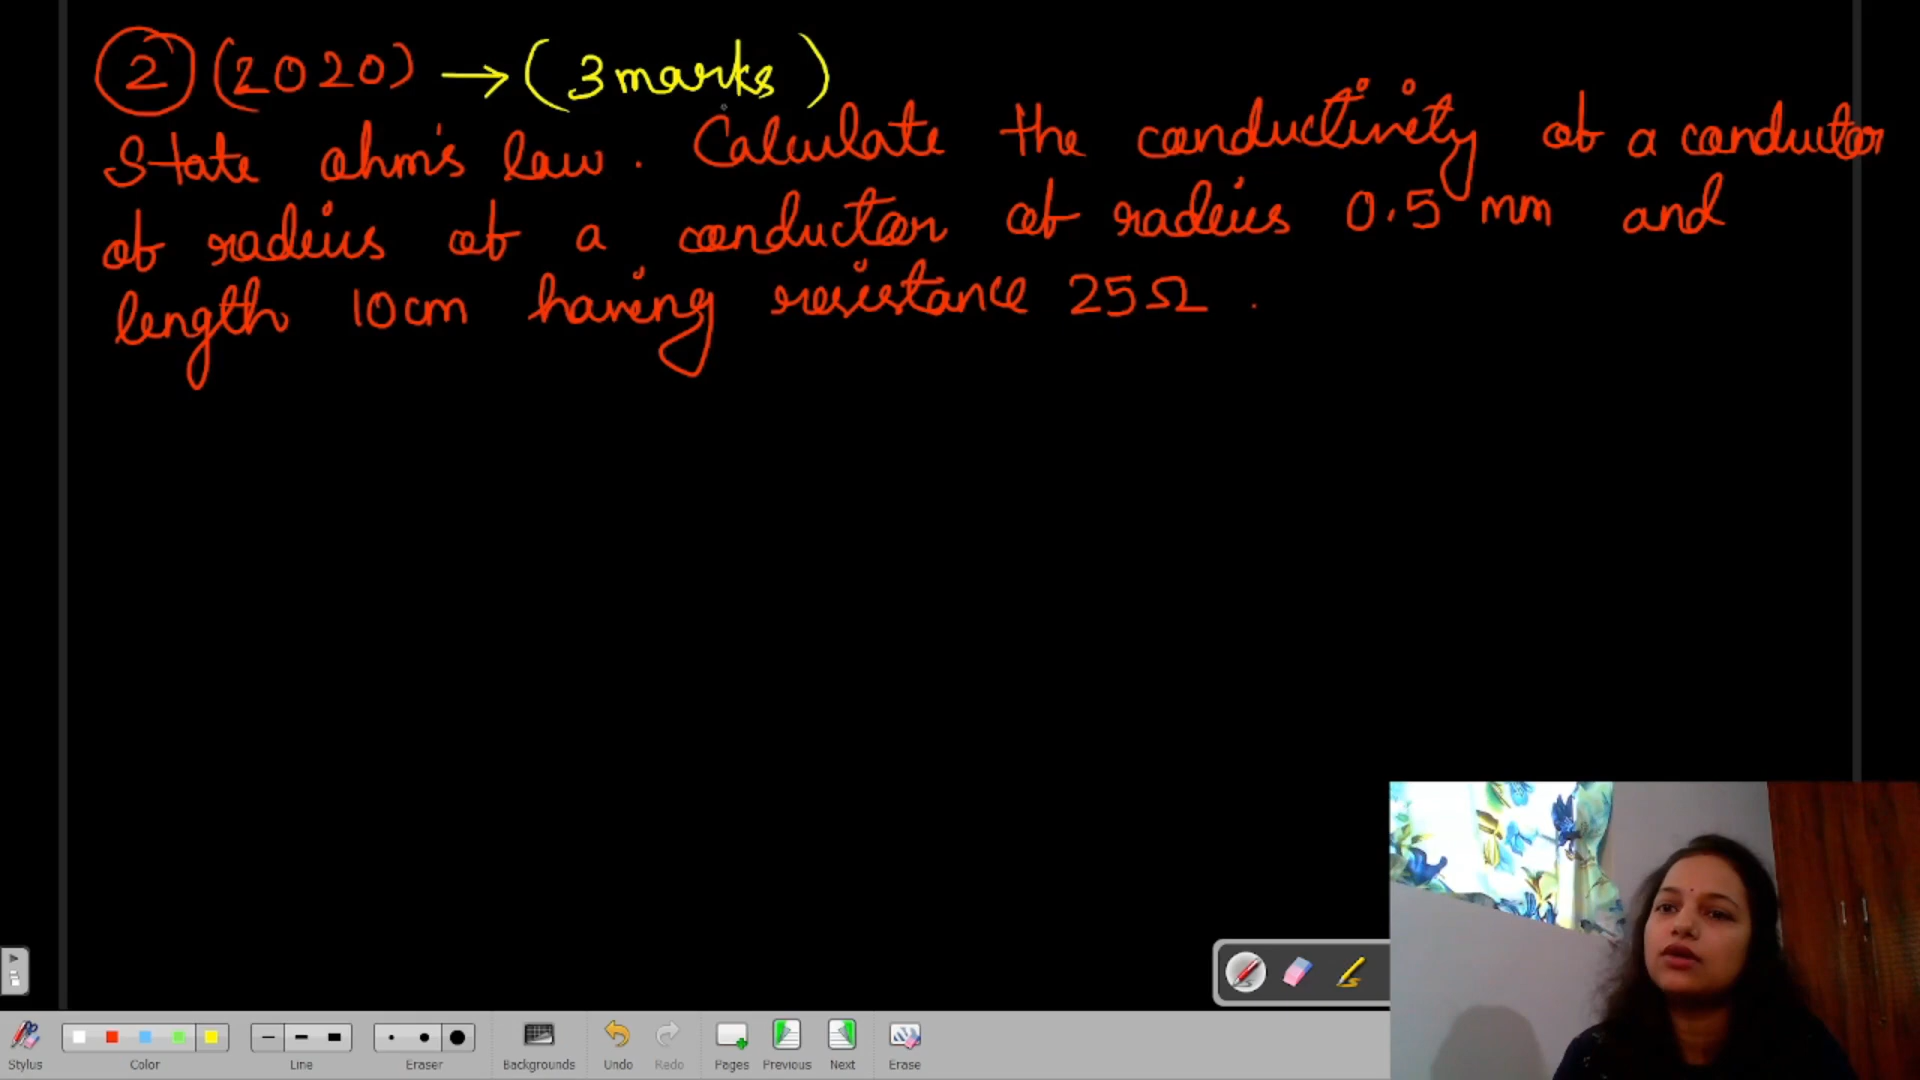 2 (2020) → (3 marks)
State ohm's law. Calculate the conductivity of a conductor
of radius of a conductor of radius 0.5 mm and
length 10cm having resistance 25Ω.
Stylus Color Line Eraser Backgrounds Undo Redo Pages Previous Next Erase